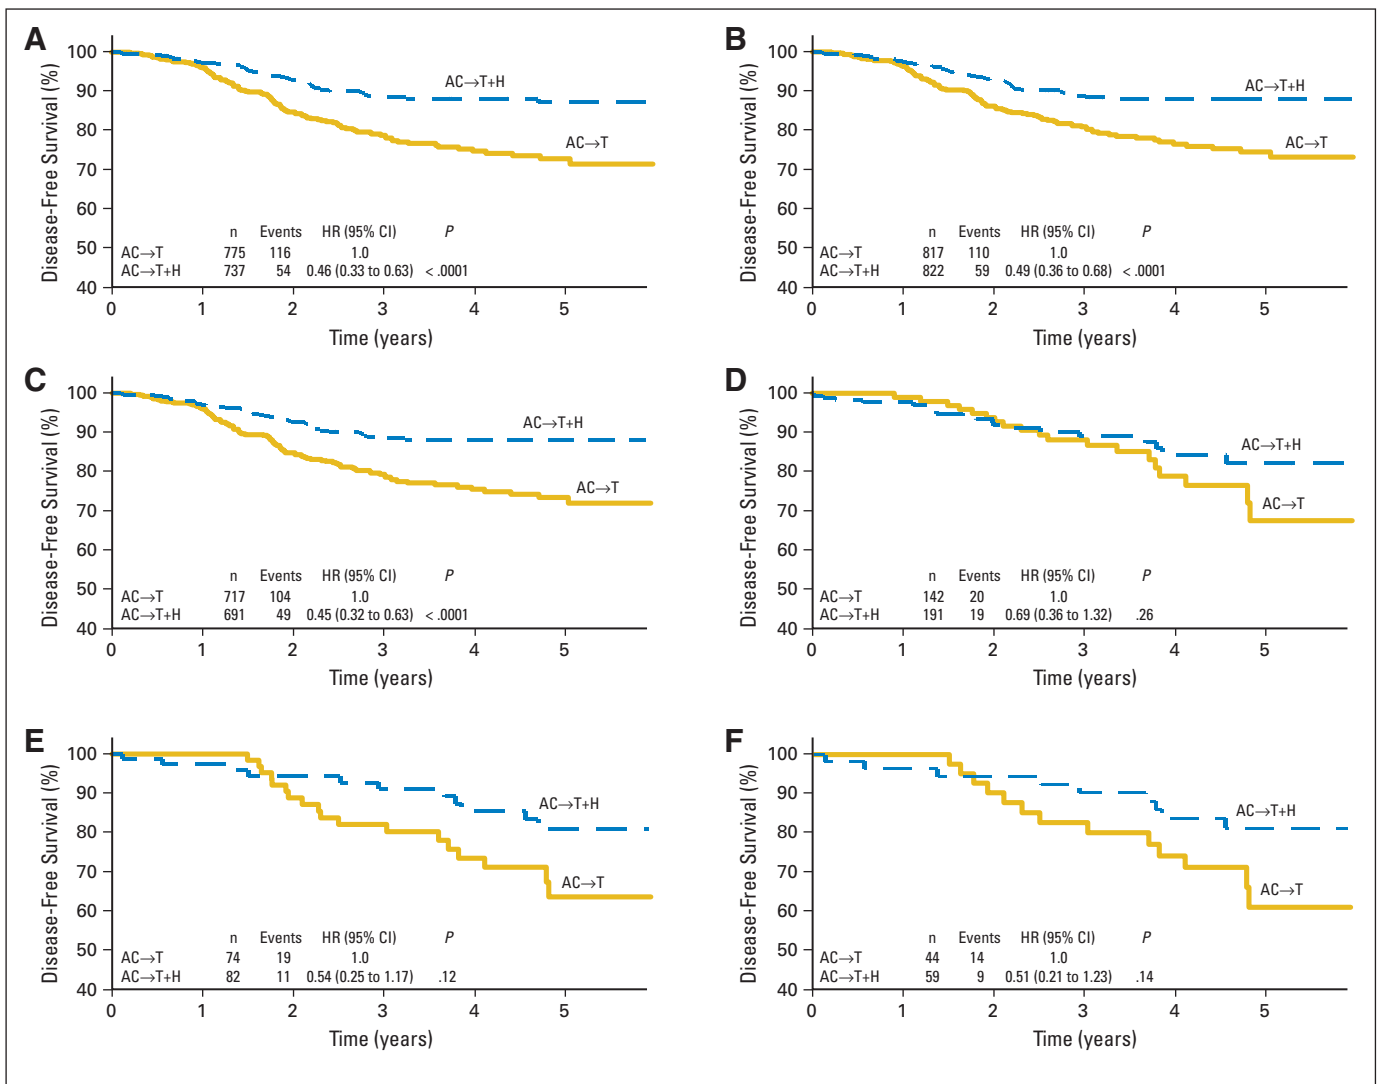 A
Disease-Free Survival (%)
100
90
80
70
60
50
40
AC→T+H
AC→T
n Events HR (95% CI) P
AC→T 775 116 1.0
AC→T+H 737 54 0.46 (0.33 to 0.63) < .0001
0 1 2 3 4 5
Time (years)
B
Disease-Free Survival (%)
100
90
80
70
60
50
40
AC→T+H
AC→T
n Events HR (95% CI) P
AC→T 817 110 1.0
AC→T+H 822 59 0.49 (0.36 to 0.68) < .0001
0 1 2 3 4 5
Time (years)
C
Disease-Free Survival (%)
100
90
80
70
60
50
40
AC→T+H
AC→T
n Events HR (95% CI) P
AC→T 717 104 1.0
AC→T+H 691 49 0.45 (0.32 to 0.63) < .0001
0 1 2 3 4 5
Time (years)
D
Disease-Free Survival (%)
100
90
80
70
60
50
40
AC→T+H
AC→T
n Events HR (95% CI) P
AC→T 142 20 1.0
AC→T+H 191 19 0.69 (0.36 to 1.32) .26
0 1 2 3 4 5
Time (years)
E
Disease-Free Survival (%)
100
90
80
70
60
50
40
AC→T+H
AC→T
n Events HR (95% CI) P
AC→T 74 19 1.0
AC→T+H 82 11 0.54 (0.25 to 1.17) .12
0 1 2 3 4 5
Time (years)
F
Disease-Free Survival (%)
100
90
80
70
60
50
40
AC→T+H
AC→T
n Events HR (95% CI) P
AC→T 44 14 1.0
AC→T+H 59 9 0.51 (0.21 to 1.23) .14
0 1 2 3 4 5
Time (years)